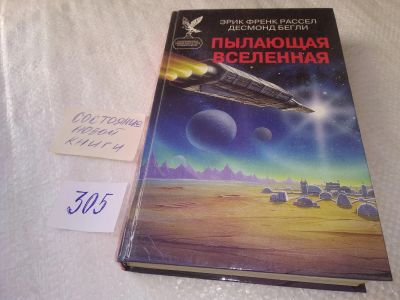 ЭРИК ФРЕНК РАССЕЛ
ДЕСМОНД БЕГЛИ
ПЫЛАЮЩАЯ
ВСЕЛЕННАЯ
СОСТОЯНИЕ
НОВОЙ
КНИГИ
305